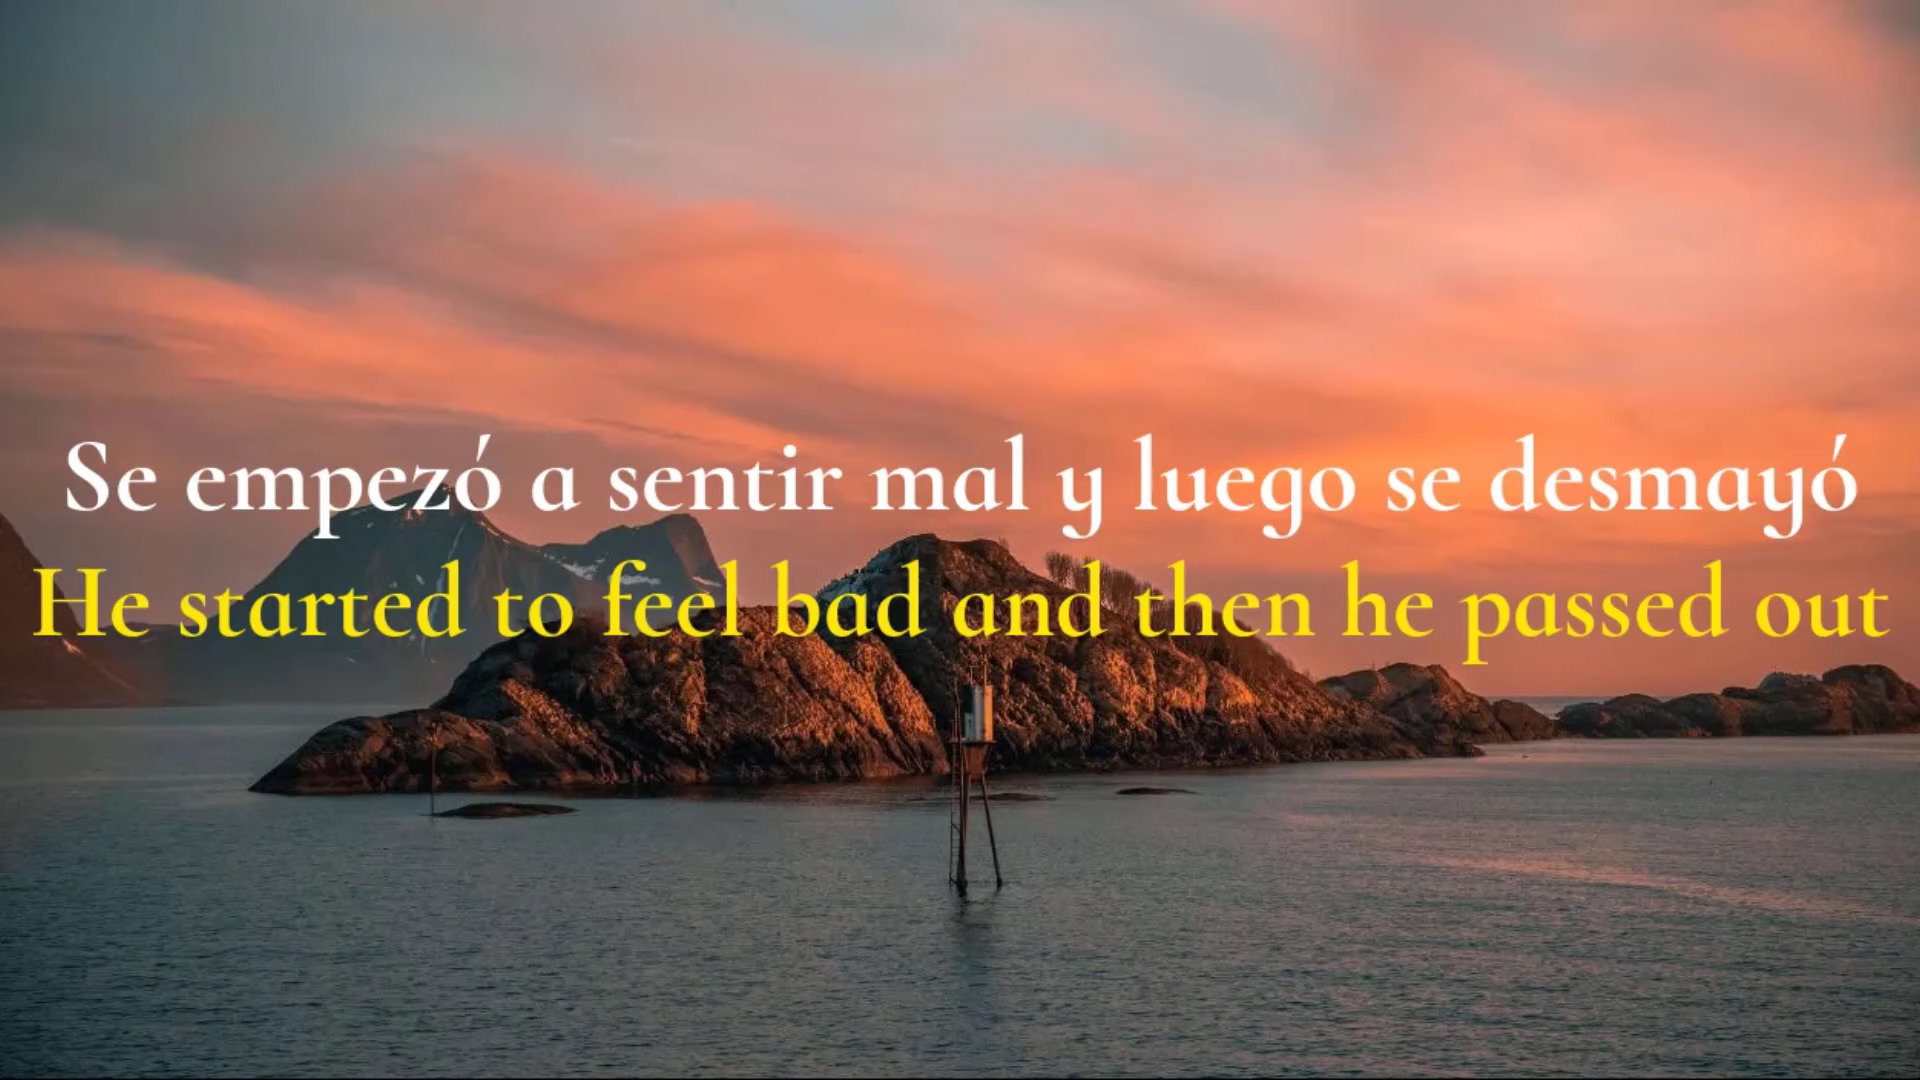 Se empezó a sentir mal y luego se desmayó
He started to feel bad and then he passed out